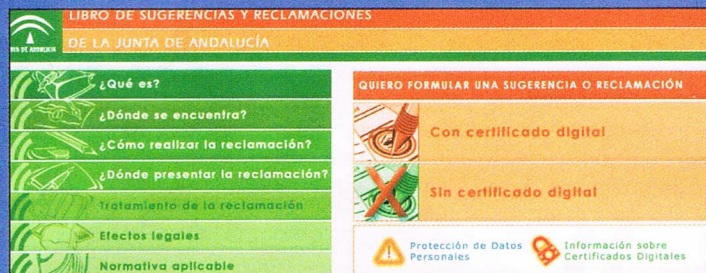 LIBRO DE SUGERENCIAS Y RECLAMACIONES
DE LA JUNTA DE ANDALUCÍA
¿Qué es?
¿Dónde se encuentra?
¿Cómo realizar la reclamación?
¿Dónde presentar la reclamación?
Tratamiento de la reclamación
Efectos legales
Normativa aplicable
QUIERO FORMULAR UNA SUGERENCIA O RECLAMACIÓN
Con certificado digital
Sin certificado digital
Protección de Datos
Personales
Información sobre
Certificados Digitales